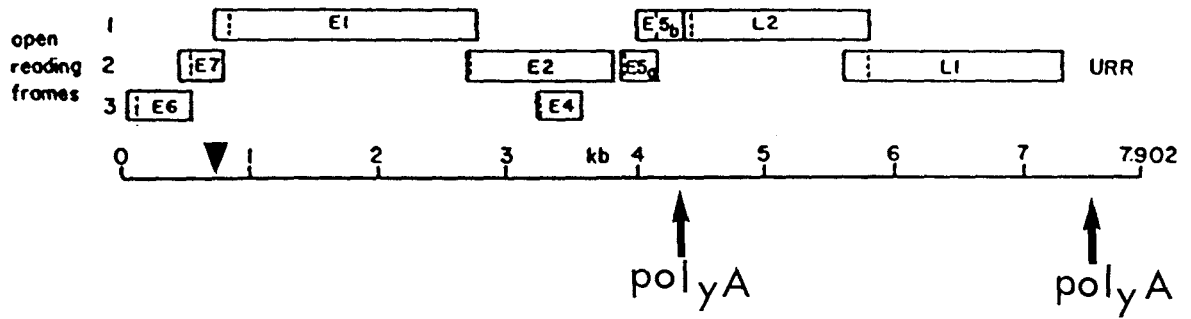 1 E1 E5b L2
open
reading 2 E7 E2 E5a L1 URR
frames
3 E6 E4
0 1 2 3 kb 4 5 6 7 7.902
polyA polyA